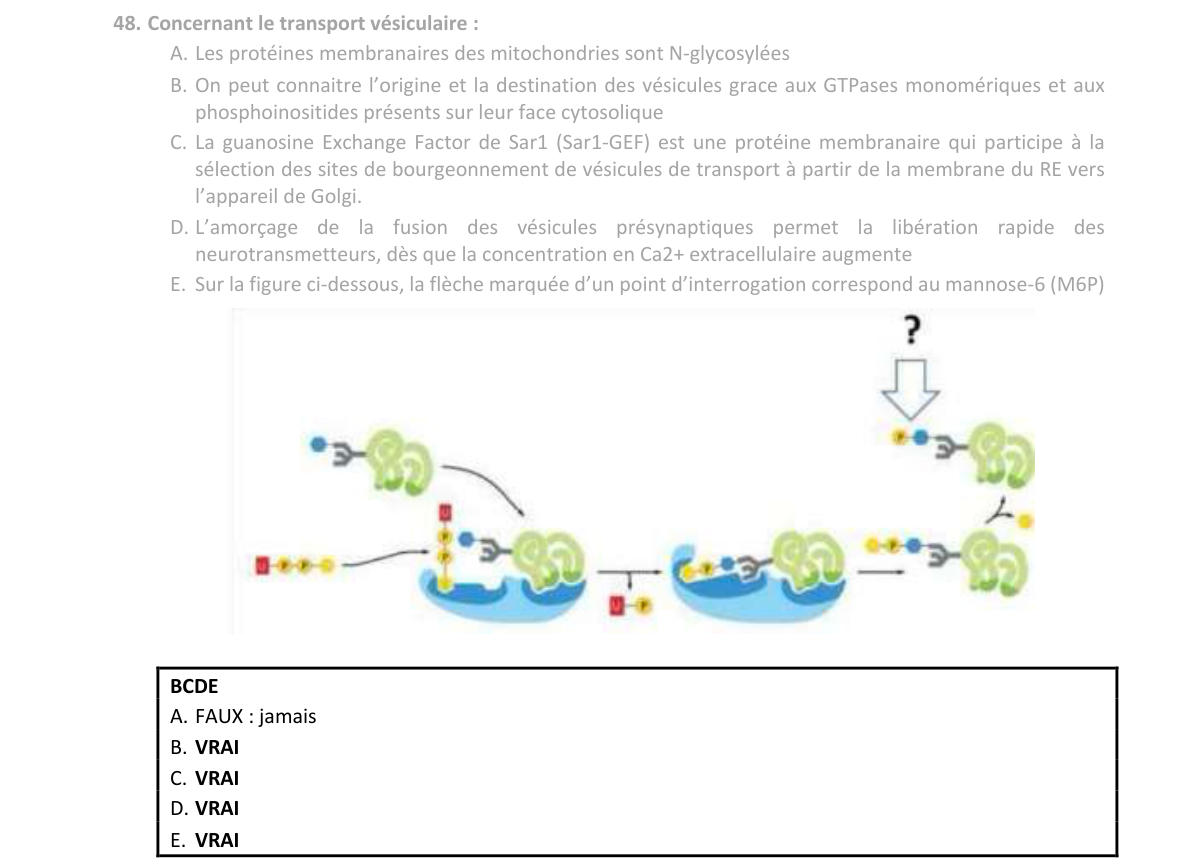 48. Concernant le transport vésiculaire :
A. Les protéines membranaires des mitochondries sont N-glycosylées
B. On peut connaitre l’origine et la destination des vésicules grace aux GTPases monomériques et aux
phosphoinositides présents sur leur face cytosolique
C. La guanosine Exchange Factor de Sar1 (Sar1-GEF) est une protéine membranaire qui participe à la
sélection des sites de bourgeonnement de vésicules de transport à partir de la membrane du RE vers
l’appareil de Golgi.
D. L’amorçage de la fusion des vésicules présynaptiques permet la libération rapide des
neurotransmetteurs, dès que la concentration en Ca2+ extracellulaire augmente
E. Sur la figure ci-dessous, la flèche marquée d’un point d’interrogation correspond au mannose-6 (M6P)
?
P
U
P
P
P
P
U P P
U P
BCDE
A. FAUX : jamais
B. VRAI
C. VRAI
D. VRAI
E. VRAI